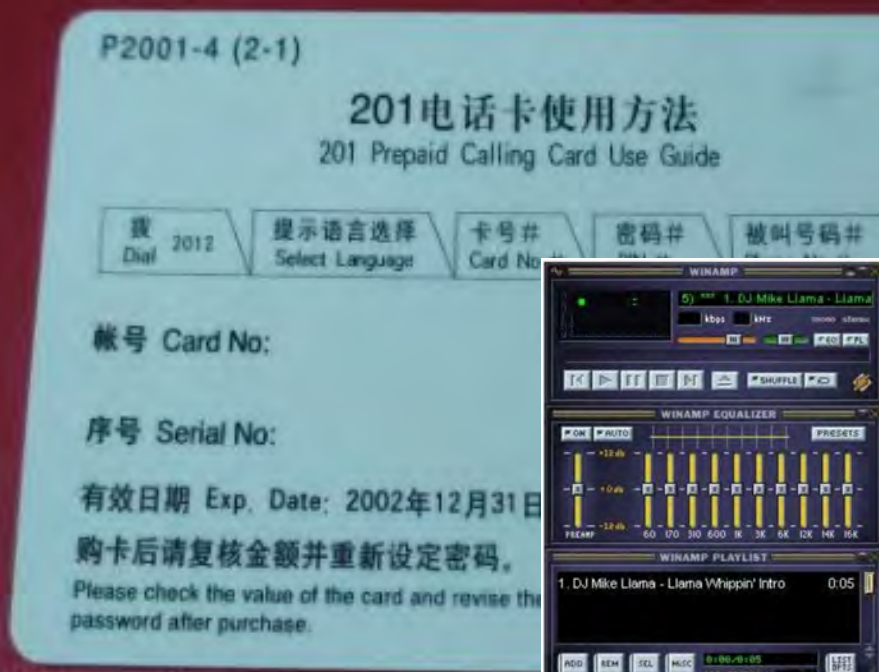 P2001-4 (2-1)
201电话卡使用方法
201 Prepaid Calling Card Use Guide
拨 提示语言选择 卡号# 密码# 被叫号码#
Dial 2012 Select Language Card No
帐号 Card No:
序号 Serial No:
有效日期 Exp. Date: 2002年12月31日
购卡后请复核金额并重新设定密码。
Please check the value of the card and revise the
password after purchase.
WINAMP
5) *** 1. DJ Mike Llama - Llama
kbps kHz mono stereo
EQ PL
SHUFFLE
WINAMP EQUALIZER
ON AUTO PRESETS
+12 db
+0 db
-12 db
PREAMP 60 170 310 600 1K 3K 6K 12K 14K 16K
WINAMP PLAYLIST
1. DJ Mike Llama - Llama Whippin' Intro 0:05
ADD REM SEL MISC 0:00/0:05 LIST OPTS